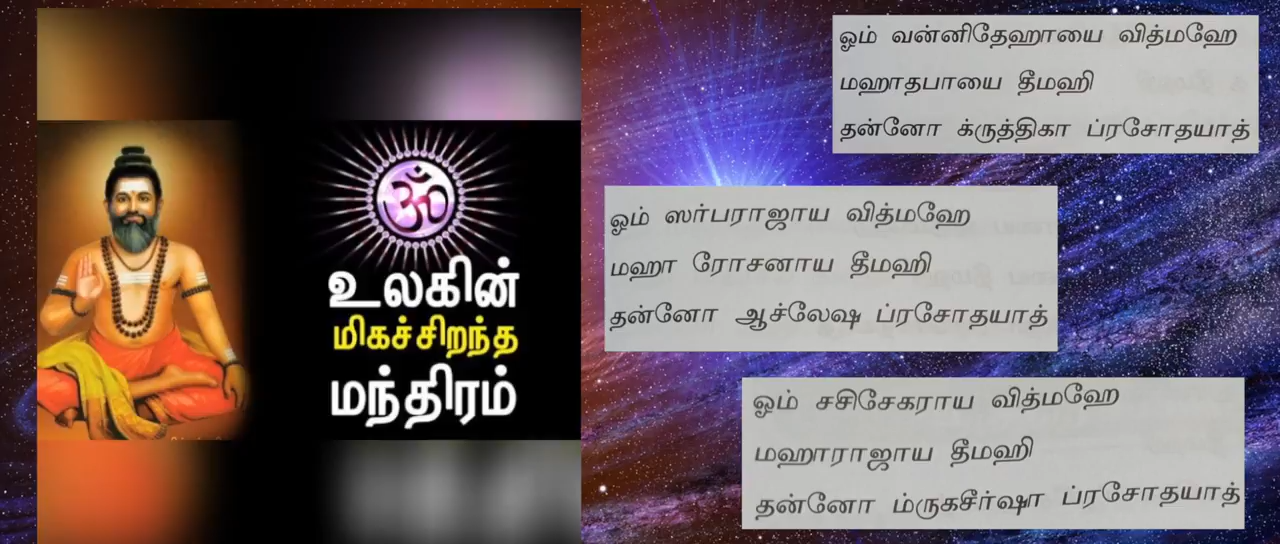 ॐ
உலகின்
மிகச்சிறந்த
மந்திரம்
ஓம் வன்னிதேஹாயை வித்மஹே
மஹாதபாயை தீமஹி
தன்னோ க்ருத்திகா ப்ரசோதயாத்
ஓம் ஸர்பராஜாய வித்மஹே
மஹா ரோசனாய தீமஹி
தன்னோ ஆச்லேஷ ப்ரசோதயாத்
ஓம் சசிசேகராய வித்மஹே
மஹாராஜாய தீமஹி
தன்னோ ம்ருகசீர்ஷா ப்ரசோதயாத்